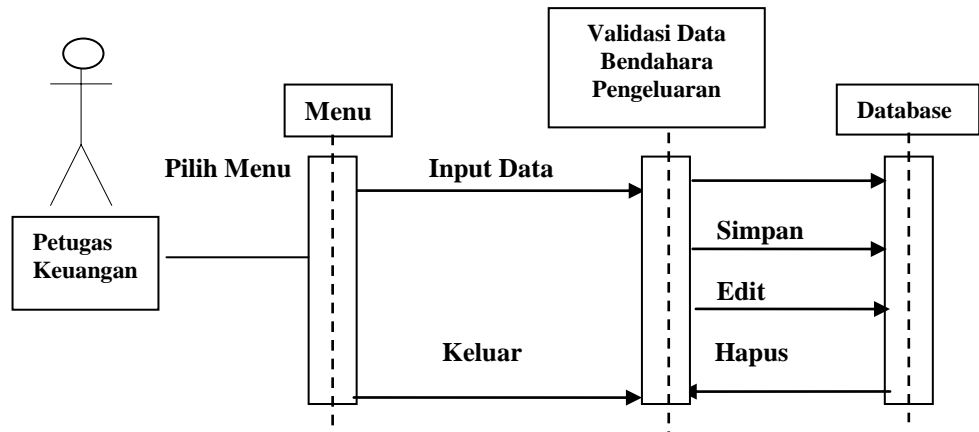 Validasi Data
Bendahara
Pengeluaran
Menu
Database
Pilih Menu
Input Data
Petugas
Keuangan
Simpan
Edit
Keluar
Hapus